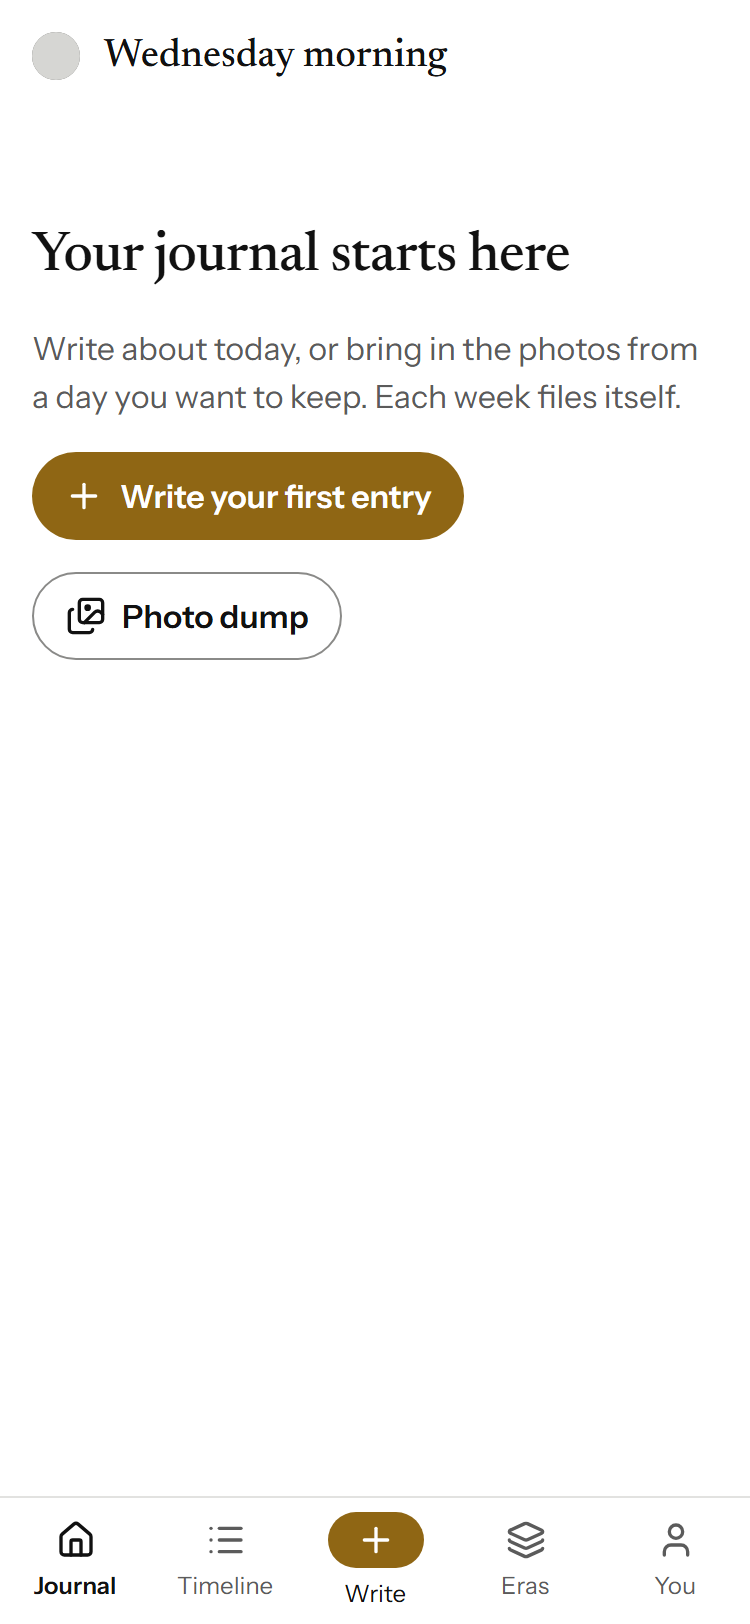 Wednesday morning
Your journal starts here
Write about today, or bring in the photos from
a day you want to keep. Each week files itself.
Write your first entry
Photo dump
Journal
Timeline
Write
Eras
You